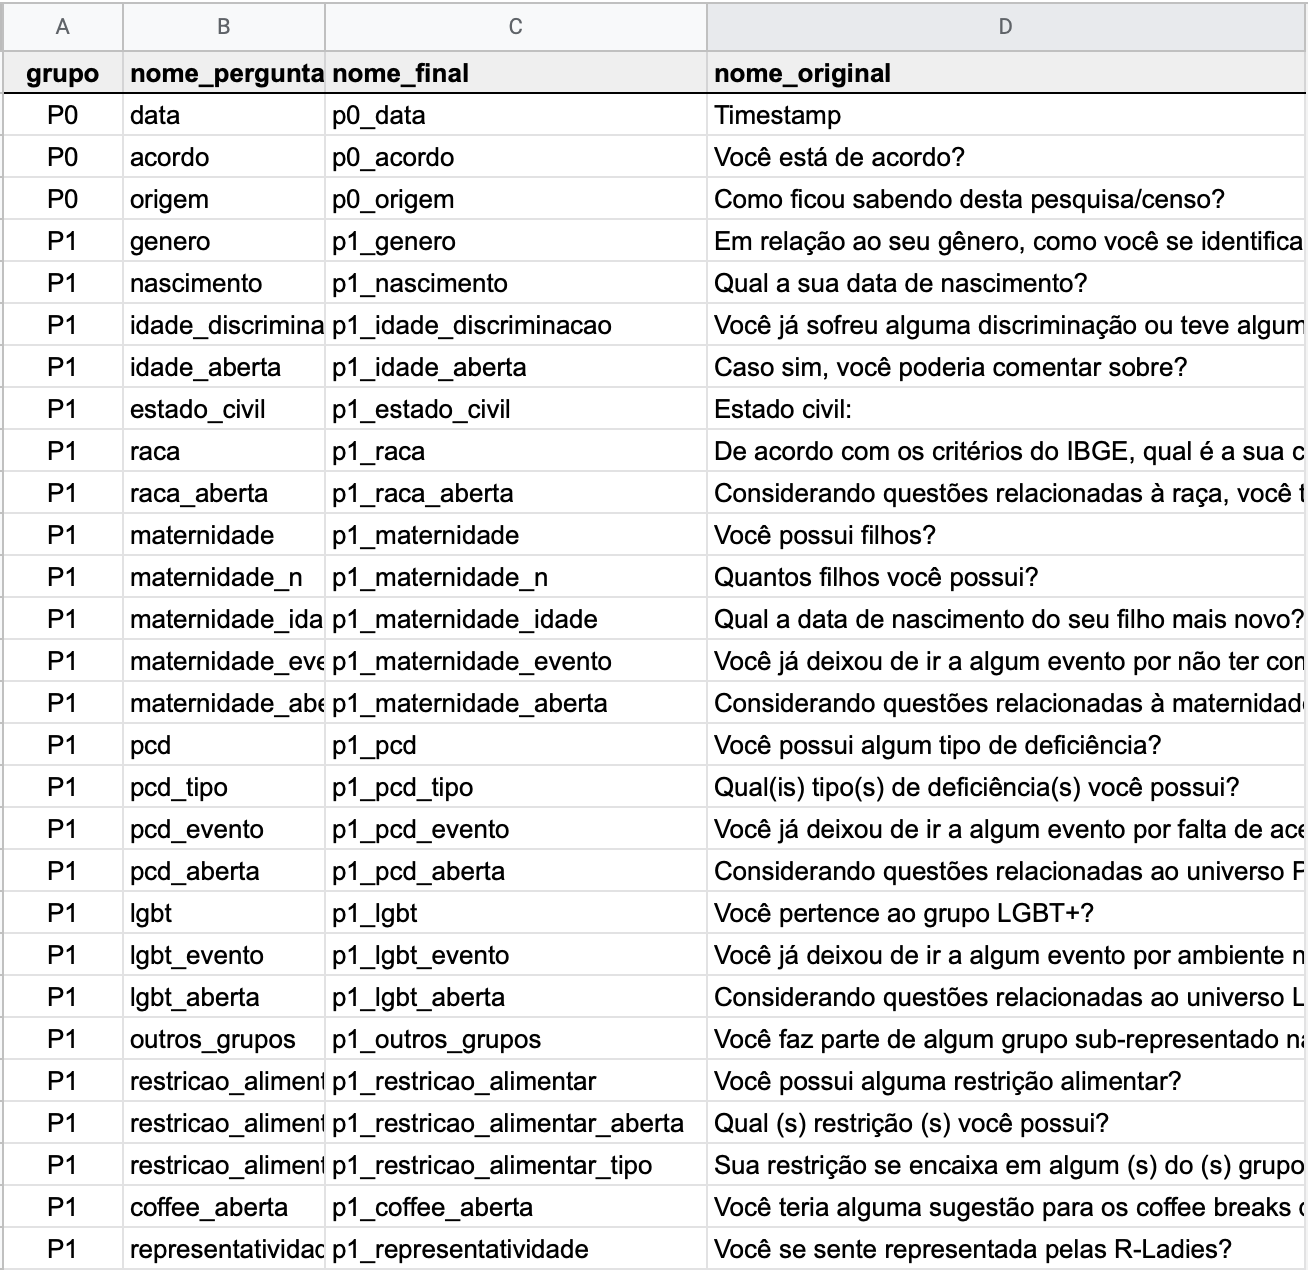 A B C D
grupo nome_pergunta nome_final nome_original
P0 data p0_data Timestamp
P0 acordo p0_acordo Você está de acordo?
P0 origem p0_origem Como ficou sabendo desta pesquisa/censo?
P1 genero p1_genero Em relação ao seu gênero, como você se identifica
P1 nascimento p1_nascimento Qual a sua data de nascimento?
P1 idade_discrimina p1_idade_discriminacao Você já sofreu alguma discriminação ou teve algum
P1 idade_aberta p1_idade_aberta Caso sim, você poderia comentar sobre?
P1 estado_civil p1_estado_civil Estado civil:
P1 raca p1_raca De acordo com os critérios do IBGE, qual é a sua c
P1 raca_aberta p1_raca_aberta Considerando questões relacionadas à raça, você t
P1 maternidade p1_maternidade Você possui filhos?
P1 maternidade_n p1_maternidade_n Quantos filhos você possui?
P1 maternidade_ida p1_maternidade_idade Qual a data de nascimento do seu filho mais novo?
P1 maternidade_eve p1_maternidade_evento Você já deixou de ir a algum evento por não ter com
P1 maternidade_abe p1_maternidade_aberta Considerando questões relacionadas à maternidad
P1 pcd p1_pcd Você possui algum tipo de deficiência?
P1 pcd_tipo p1_pcd_tipo Qual(is) tipo(s) de deficiência(s) você possui?
P1 pcd_evento p1_pcd_evento Você já deixou de ir a algum evento por falta de ace
P1 pcd_aberta p1_pcd_aberta Considerando questões relacionadas ao universo P
P1 lgbt p1_lgbt Você pertence ao grupo LGBT+?
P1 lgbt_evento p1_lgbt_evento Você já deixou de ir a algum evento por ambiente n
P1 lgbt_aberta p1_lgbt_aberta Considerando questões relacionadas ao universo L
P1 outros_grupos p1_outros_grupos Você faz parte de algum grupo sub-representado na
P1 restricao_aliment p1_restricao_alimentar Você possui alguma restrição alimentar?
P1 restricao_aliment p1_restricao_alimentar_aberta Qual (s) restrição (s) você possui?
P1 restricao_aliment p1_restricao_alimentar_tipo Sua restrição se encaixa em algum (s) do (s) grupo
P1 coffee_aberta p1_coffee_aberta Você teria alguma sugestão para os coffee breaks
P1 representatividad p1_representatividade Você se sente representada pelas R-Ladies?